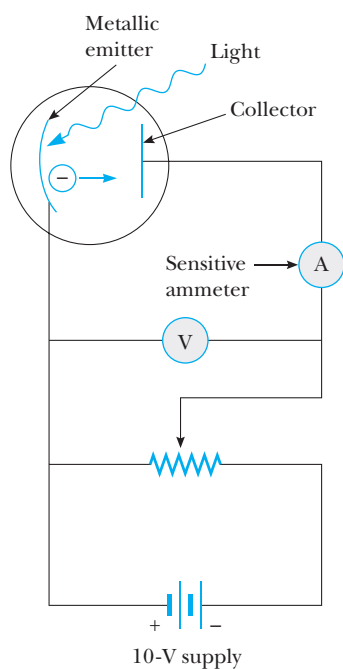 Metallic
emitter
Light
Collector
−
Sensitive
ammeter
A
V
+ −
10-V supply